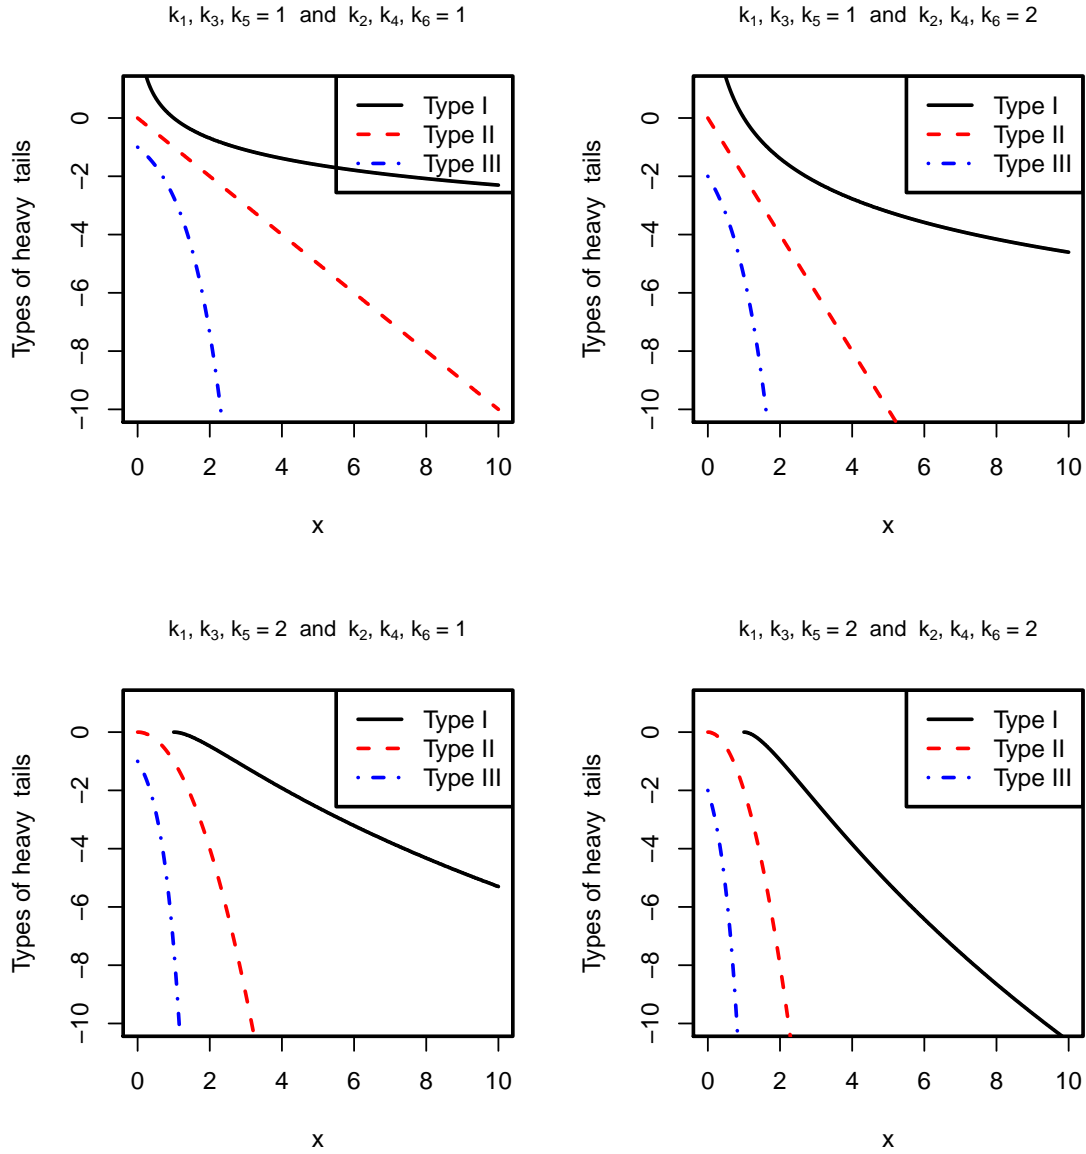 k1, k3, k5 = 1 and k2, k4, k6 = 1
Types of heavy tails
0
−2
−4
−6
−8
−10
Type I
Type II
Type III
0 2 4 6 8 10
x
k1, k3, k5 = 1 and k2, k4, k6 = 2
Types of heavy tails
0
−2
−4
−6
−8
−10
Type I
Type II
Type III
0 2 4 6 8 10
x
k1, k3, k5 = 2 and k2, k4, k6 = 1
Types of heavy tails
0
−2
−4
−6
−8
−10
Type I
Type II
Type III
0 2 4 6 8 10
x
k1, k3, k5 = 2 and k2, k4, k6 = 2
Types of heavy tails
0
−2
−4
−6
−8
−10
Type I
Type II
Type III
0 2 4 6 8 10
x